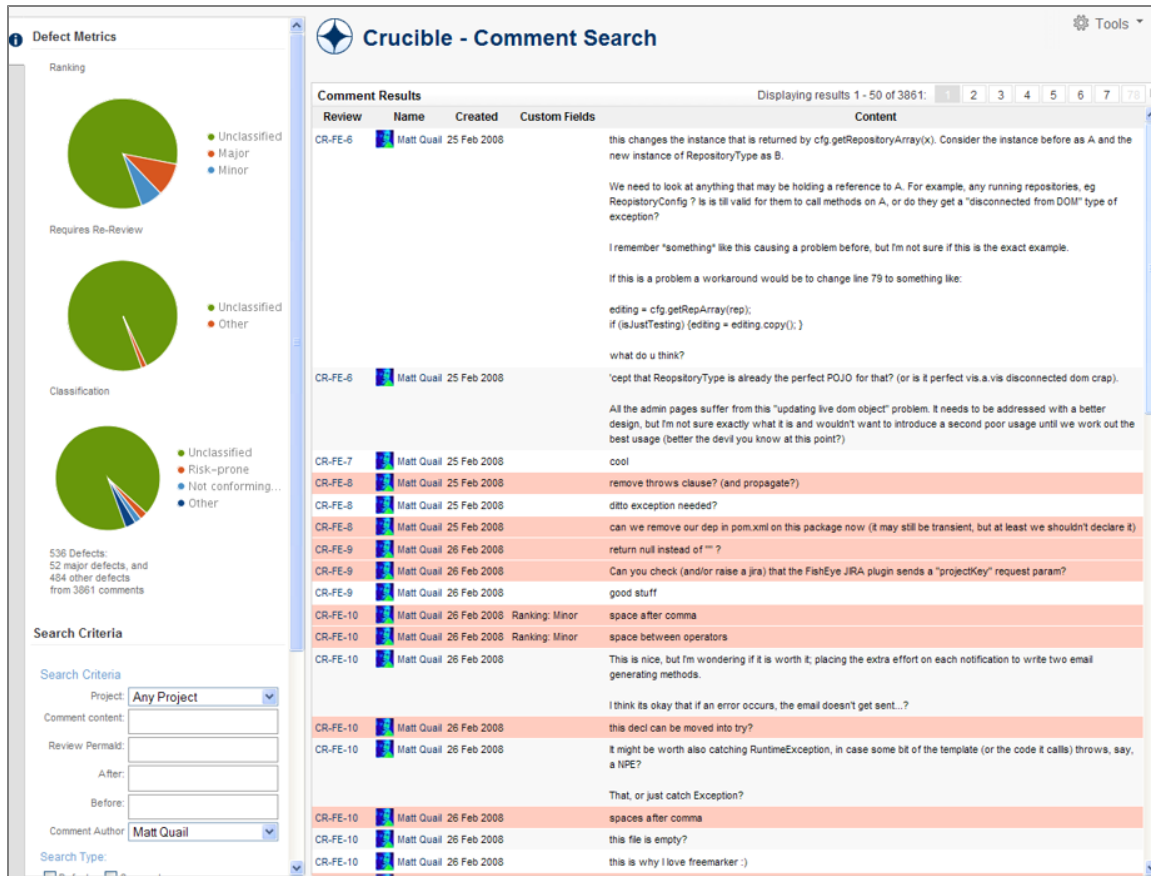 Defect Metrics
Ranking
Unclassified
Major
Minor
Requires Re-Review
Unclassified
Other
Classification
Unclassified
Risk-prone
Not conforming...
Other
536 Defects:
52 major defects, and
484 other defects
from 3861 comments
Search Criteria
Search Criteria
Project: Any Project
Comment content:
Review PermaId:
After:
Before:
Comment Author Matt Quail
Search Type:
Tools
Crucible - Comment Search
Comment Results Displaying results 1 - 50 of 3861: 1 2 3 4 5 6 7 78
Review Name Created Custom Fields Content
CR-FE-6 Matt Quail 25 Feb 2008 this changes the instance that is returned by cfg.getRepositoryArray(x). Consider the instance before as A and the
new instance of RepositoryType as B.
We need to look at anything that may be holding a reference to A. For example, any running repositories, eg
ReopistoryConfig ? Is is till valid for them to call methods on A, or do they get a "disconnected from DOM" type of
exception?
I remember *something* like this causing a problem before, but I'm not sure if this is the exact example.
If this is a problem a workaround would be to change line 79 to something like:
editing = cfg.getRepArray(rep);
if (isJustTesting) {editing = editing.copy(); }
what do u think?
CR-FE-6 Matt Quail 25 Feb 2008 'cept that ReopsitoryType is already the perfect POJO for that? (or is it perfect vis.a.vis disconnected dom crap).
All the admin pages suffer from this "updating live dom object" problem. It needs to be addressed with a better
design, but I'm not sure exactly what it is and wouldn't want to introduce a second poor usage until we work out the
best usage (better the devil you know at this point?)
CR-FE-7 Matt Quail 25 Feb 2008 cool
CR-FE-8 Matt Quail 25 Feb 2008 remove throws clause? (and propagate?)
CR-FE-8 Matt Quail 25 Feb 2008 ditto exception needed?
CR-FE-8 Matt Quail 25 Feb 2008 can we remove our dep in pom.xml on this package now (it may still be transient, but at least we shouldn't declare it)
CR-FE-9 Matt Quail 26 Feb 2008 return null instead of "" ?
CR-FE-9 Matt Quail 26 Feb 2008 Can you check (and/or raise a jira) that the FishEye JIRA plugin sends a "projectKey" request param?
CR-FE-9 Matt Quail 26 Feb 2008 good stuff
CR-FE-10 Matt Quail 26 Feb 2008 Ranking: Minor space after comma
CR-FE-10 Matt Quail 26 Feb 2008 Ranking: Minor space between operators
CR-FE-10 Matt Quail 26 Feb 2008 This is nice, but I'm wondering if it is worth it; placing the extra effort on each notification to write two email
generating methods.
I think its okay that if an error occurs, the email doesn't get sent...?
CR-FE-10 Matt Quail 26 Feb 2008 this decl can be moved into try?
CR-FE-10 Matt Quail 26 Feb 2008 It might be worth also catching RuntimeException, in case some bit of the template (or the code it callls) throws, say,
a NPE?
That, or just catch Exception?
CR-FE-10 Matt Quail 26 Feb 2008 spaces after comma
CR-FE-10 Matt Quail 26 Feb 2008 this file is empty?
CR-FE-10 Matt Quail 26 Feb 2008 this is why I love freemarker :)